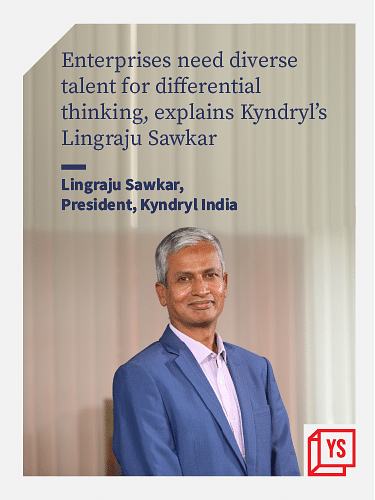 Enterprises need diverse
talent for differential
thinking, explains Kyndryl’s
Lingraju Sawkar
Lingraju Sawkar,
President, Kyndryl India
YS